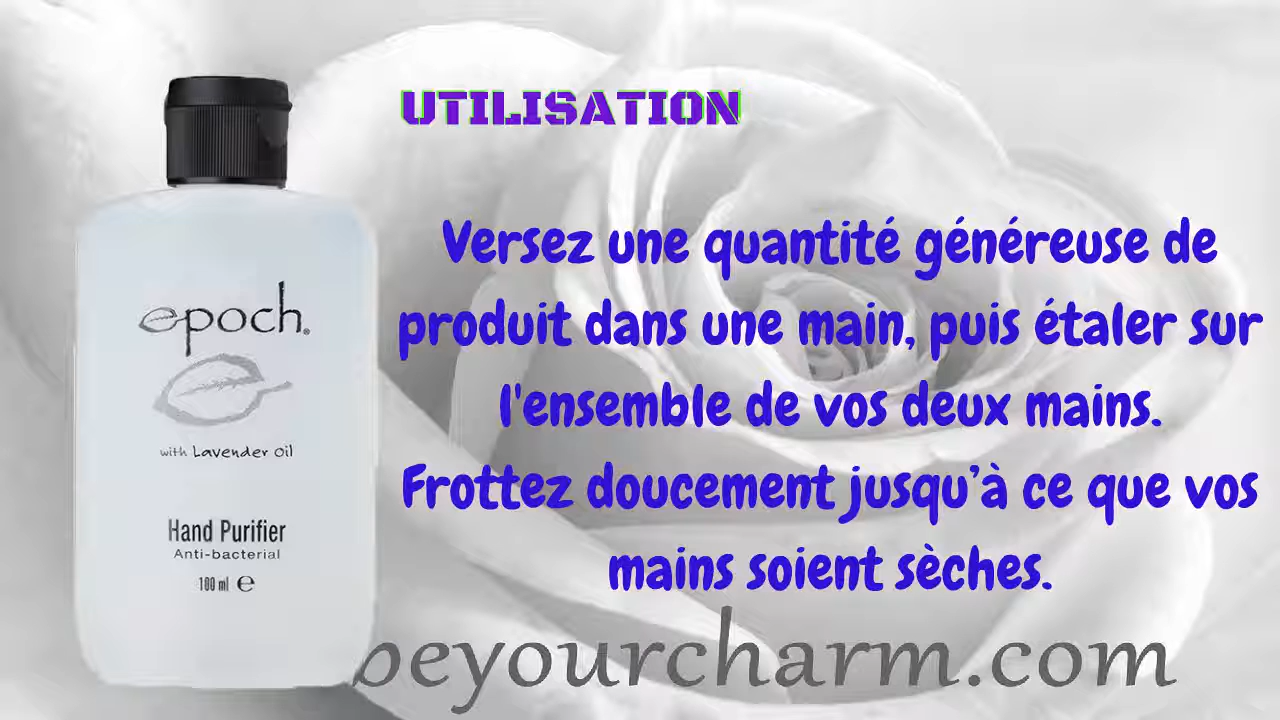 UTILISATION
Versez une quantité généreuse de
produit dans une main, puis étaler sur
l'ensemble de vos deux mains.
Frottez doucement jusqu’à ce que vos
mains soient sèches.
epoch®
with Lavender Oil
Hand Purifier
Anti-bacterial
100 ml ℮
beyourcharm.com